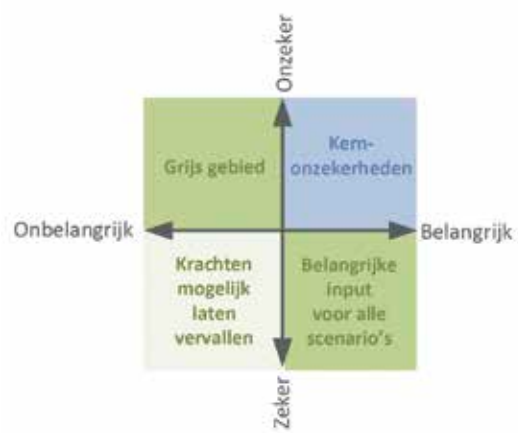 Onzeker
Grijs gebied
Kern-
onzekerheden
Onbelangrijk
Belangrijk
Krachten
mogelijk
laten
vervallen
Belangrijke
input
voor alle
scenario's
Zeker